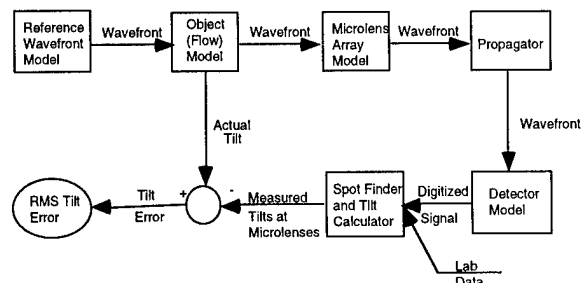 Reference
Wavefront
Model
Wavefront
Object
(Flow)
Model
Wavefront
Microlens
Array
Model
Wavefront
Propagator
Wavefront
Actual
Tilt
RMS Tilt
Error
Tilt
Error
+
-
Measured
Tilts at
Microlenses
Spot Finder
and Tilt
Calculator
Digitized
Signal
Detector
Model
Lab
Data